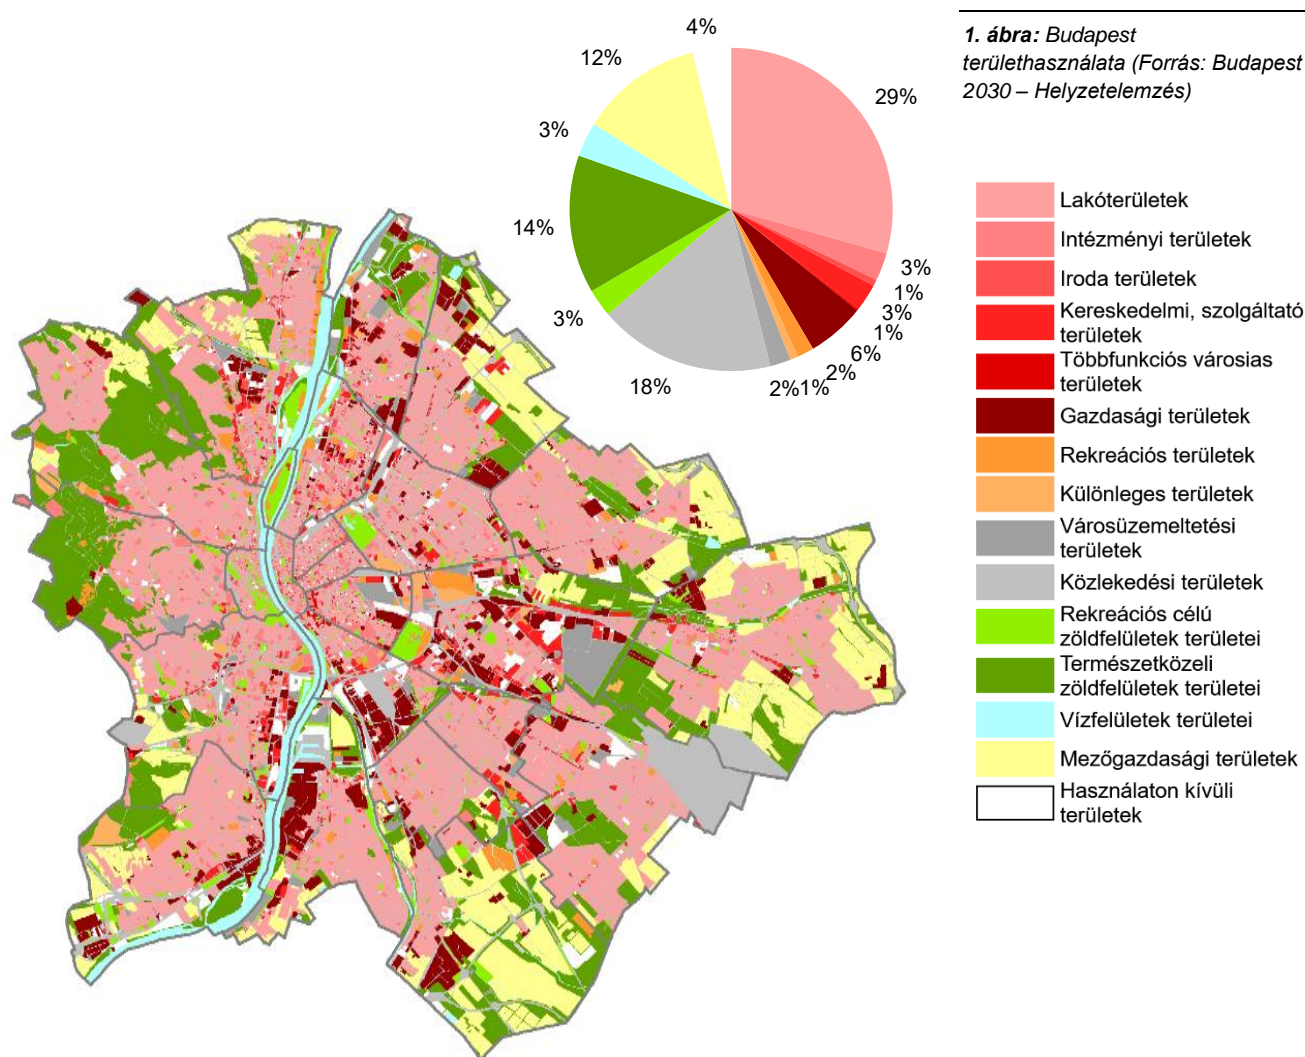 4%
12%
29%
3%
14%
3%
18%
2%
1%
2%
6%
1%
3%
1%
3%
1. ábra: Budapest
területhasználata (Forrás: Budapest
2030 – Helyzetelemzés)
Lakóterületek
Intézményi területek
Iroda területek
Kereskedelmi, szolgáltató
területek
Többfunkciós városias
területek
Gazdasági területek
Rekreációs területek
Különleges területek
Városüzemeltetési
területek
Közlekedési területek
Rekreációs célú
zöldfelületek területei
Természetközeli
zöldfelületek területei
Vízfelületek területei
Mezőgazdasági területek
Használaton kívüli
területek